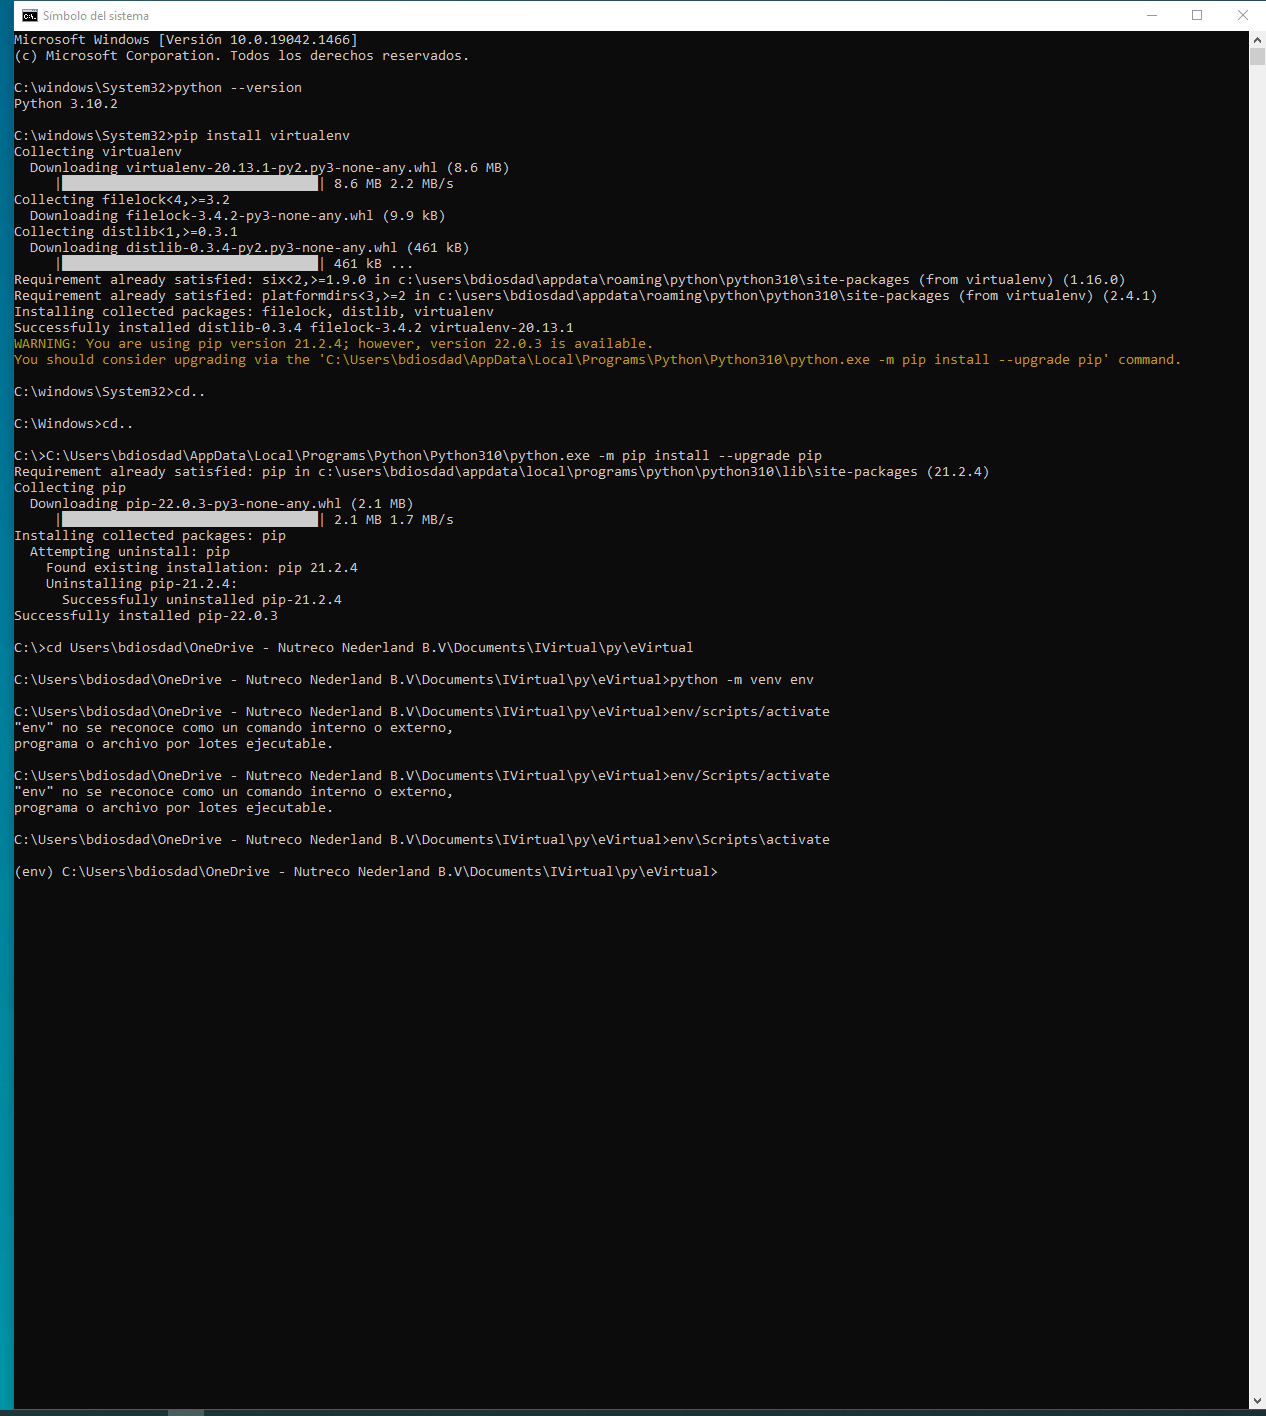 Símbolo del sistema
Microsoft Windows [Versión 10.0.19042.1466]
(c) Microsoft Corporation. Todos los derechos reservados.
C:\windows\System32>python --version
Python 3.10.2
C:\windows\System32>pip install virtualenv
Collecting virtualenv
  Downloading virtualenv-20.13.1-py2.py3-none-any.whl (8.6 MB)
     |████████████████████████████████| 8.6 MB 2.2 MB/s
Collecting filelock<4,>=3.2
  Downloading filelock-3.4.2-py3-none-any.whl (9.9 kB)
Collecting distlib<1,>=0.3.1
  Downloading distlib-0.3.4-py2.py3-none-any.whl (461 kB)
     |████████████████████████████████| 461 kB ...
Requirement already satisfied: six<2,>=1.9.0 in c:\users\bdiosdad\appdata\roaming\python\python310\site-packages (from virtualenv) (1.16.0)
Requirement already satisfied: platformdirs<3,>=2 in c:\users\bdiosdad\appdata\roaming\python\python310\site-packages (from virtualenv) (2.4.1)
Installing collected packages: filelock, distlib, virtualenv
Successfully installed distlib-0.3.4 filelock-3.4.2 virtualenv-20.13.1
WARNING: You are using pip version 21.2.4; however, version 22.0.3 is available.
You should consider upgrading via the 'C:\Users\bdiosdad\AppData\Local\Programs\Python\Python310\python.exe -m pip install --upgrade pip' command.
C:\windows\System32>cd..
C:\Windows>cd..
C:\>C:\Users\bdiosdad\AppData\Local\Programs\Python\Python310\python.exe -m pip install --upgrade pip
Requirement already satisfied: pip in c:\users\bdiosdad\appdata\local\programs\python\python310\lib\site-packages (21.2.4)
Collecting pip
  Downloading pip-22.0.3-py3-none-any.whl (2.1 MB)
     |████████████████████████████████| 2.1 MB 1.7 MB/s
Installing collected packages: pip
  Attempting uninstall: pip
    Found existing installation: pip 21.2.4
    Uninstalling pip-21.2.4:
      Successfully uninstalled pip-21.2.4
Successfully installed pip-22.0.3
C:\>cd Users\bdiosdad\OneDrive - Nutreco Nederland B.V\Documents\IVirtual\py\eVirtual
C:\Users\bdiosdad\OneDrive - Nutreco Nederland B.V\Documents\IVirtual\py\eVirtual>python -m venv env
C:\Users\bdiosdad\OneDrive - Nutreco Nederland B.V\Documents\IVirtual\py\eVirtual>env/scripts/activate
"env" no se reconoce como un comando interno o externo,
programa o archivo por lotes ejecutable.
C:\Users\bdiosdad\OneDrive - Nutreco Nederland B.V\Documents\IVirtual\py\eVirtual>env/Scripts/activate
"env" no se reconoce como un comando interno o externo,
programa o archivo por lotes ejecutable.
C:\Users\bdiosdad\OneDrive - Nutreco Nederland B.V\Documents\IVirtual\py\eVirtual>env\Scripts\activate
(env) C:\Users\bdiosdad\OneDrive - Nutreco Nederland B.V\Documents\IVirtual\py\eVirtual>